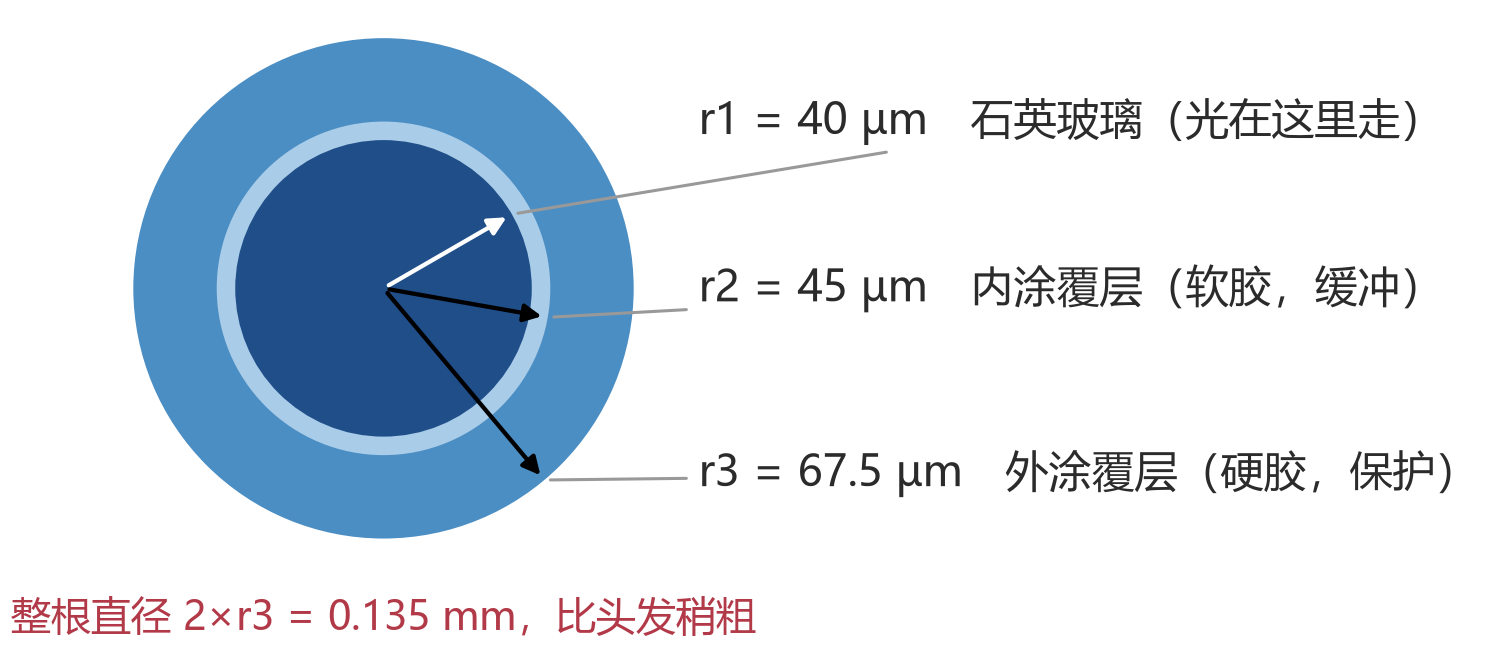 r1 = 40 μm 石英玻璃（光在这里走）
r2 = 45 μm 内涂覆层（软胶，缓冲）
r3 = 67.5 μm 外涂覆层（硬胶，保护）
整根直径 2×r3 = 0.135 mm，比头发稍粗